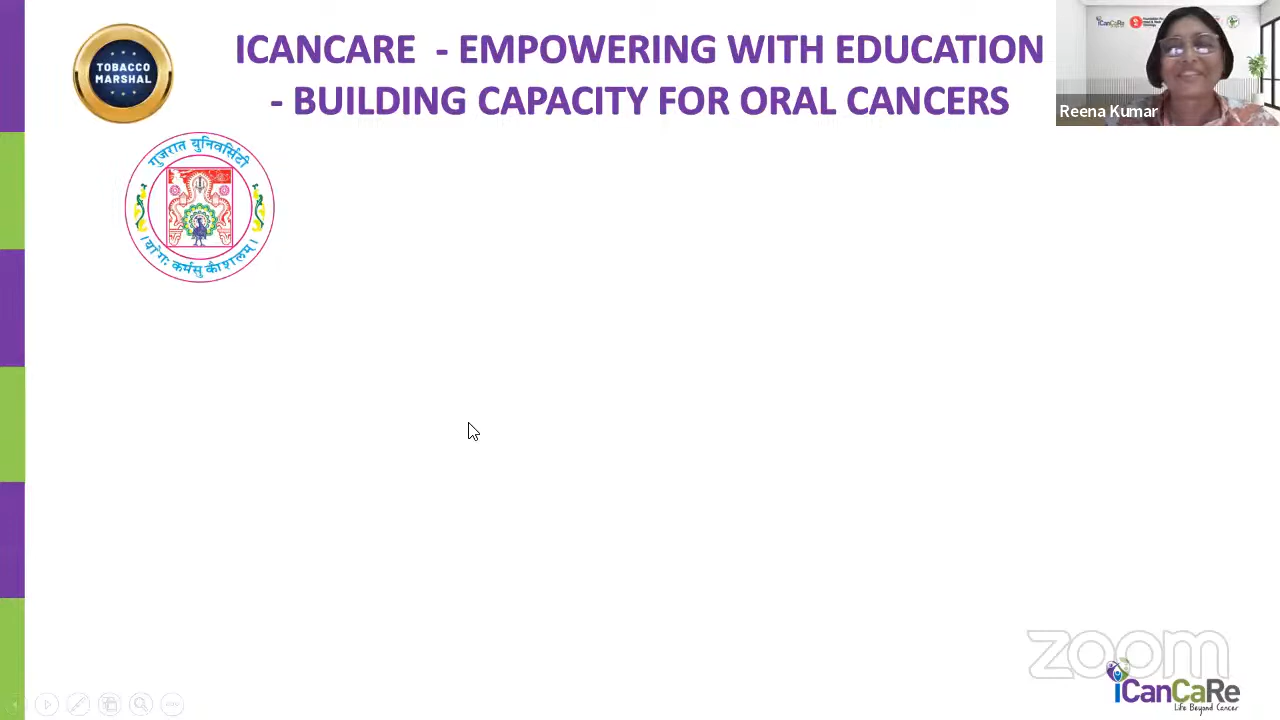 TOBACCO
MARSHAL
ICANCARE - EMPOWERING WITH EDUCATION
- BUILDING CAPACITY FOR ORAL CANCERS
Reena Kumar
गुजरात युनिवर्सिटी
। योगः कर्मसु कौशलम् ।
zoom
iCanCaRe
Life Beyond Cancer